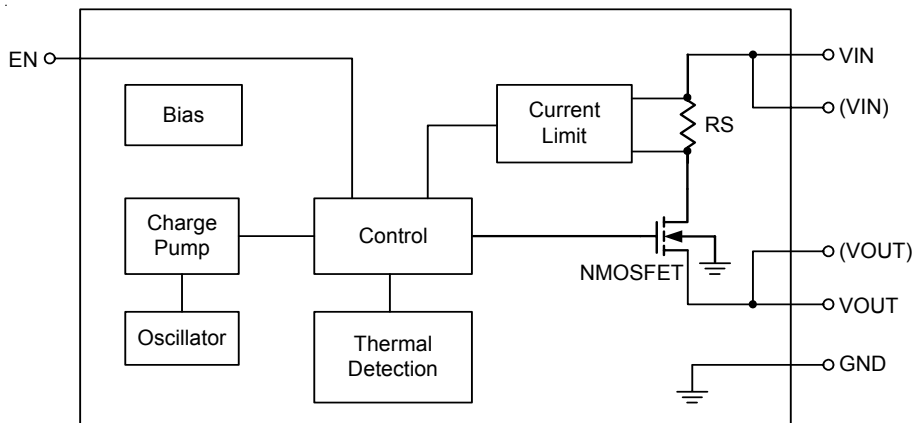 EN
VIN
(VIN)
Bias
Current
Limit
RS
Charge
Pump
Control
NMOSFET
(VOUT)
VOUT
Oscillator
Thermal
Detection
GND